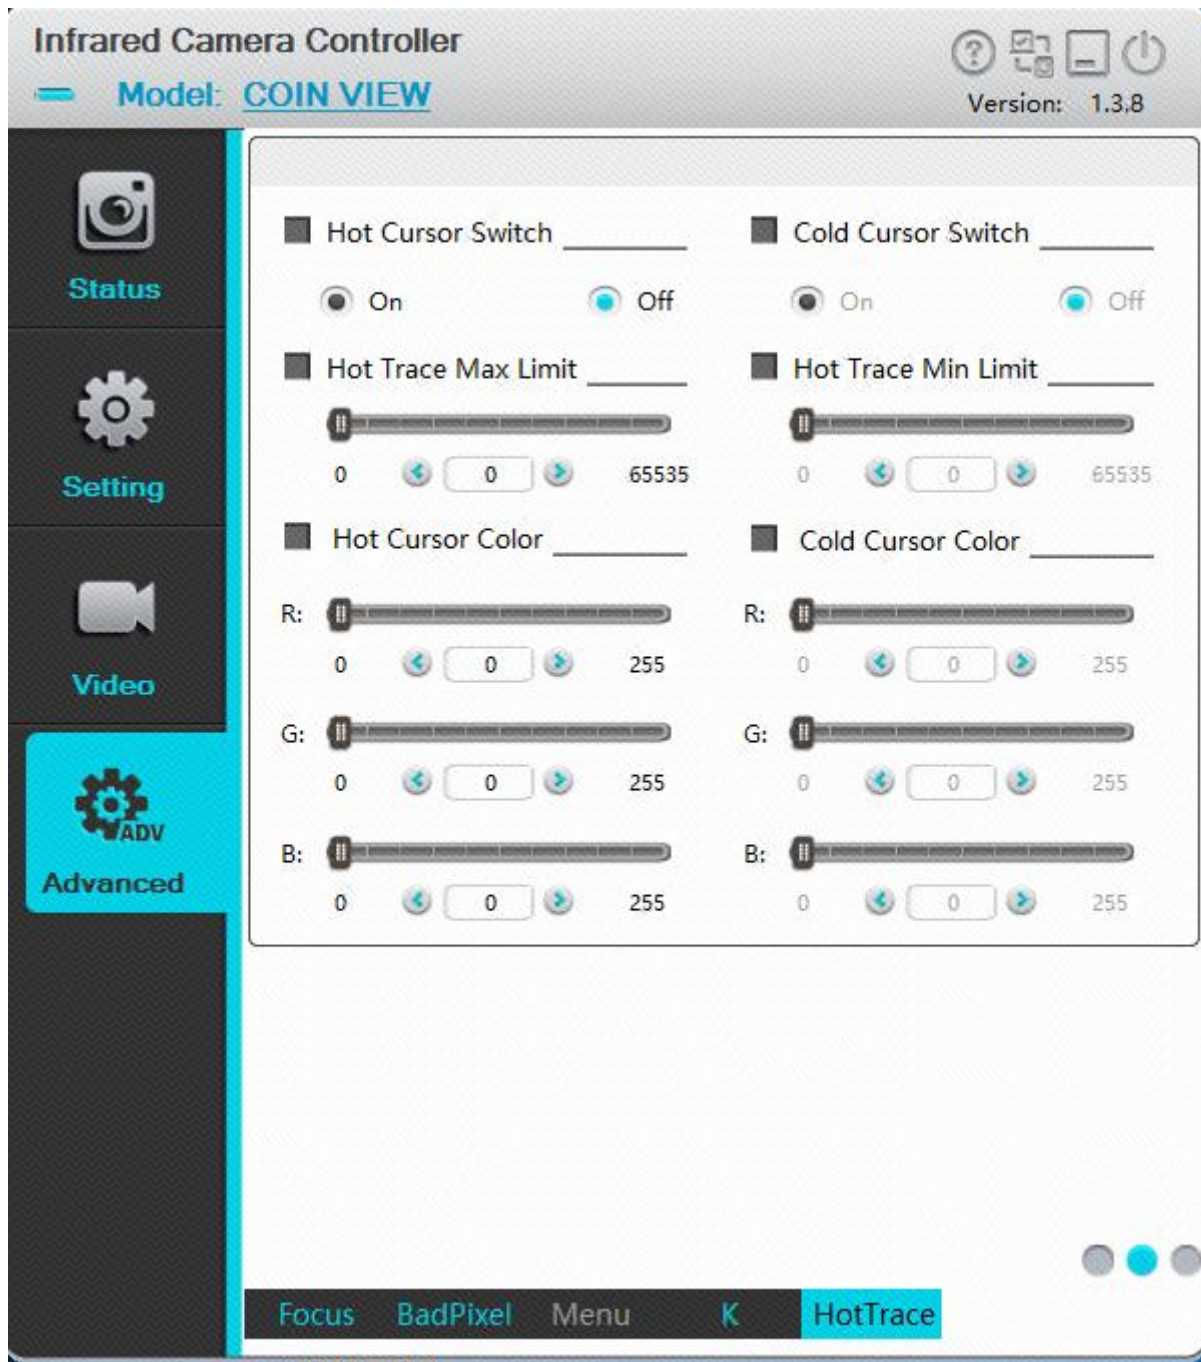 Infrared Camera Controller
Model: COIN VIEW
Version: 1.3.8
Status
Setting
Video
ADV
Advanced
Hot Cursor Switch
Cold Cursor Switch
On Off
On Off
Hot Trace Max Limit
Hot Trace Min Limit
0 0 65535
0 0 65535
Hot Cursor Color
Cold Cursor Color
R:
R:
0 0 255
0 0 255
G:
G:
0 0 255
0 0 255
B:
B:
0 0 255
0 0 255
Focus BadPixel Menu K HotTrace